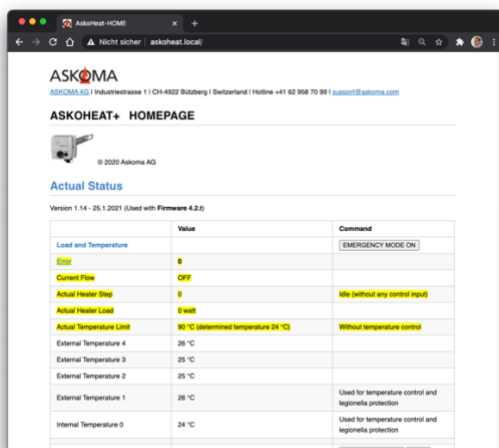 AskoHeat-HOME
Nicht sicher | askoheat.local/
ASKOMA
ASKOMA AG | Industriestrasse 1 | CH-4922 Bützberg | Switzerland | Hotline +41 62 958 70 99 | support@askoma.com
ASKOHEAT+ HOMEPAGE
© 2020 Askoma AG
Actual Status
Version 1.14 - 25.1.2021 (Used with Firmware 4.2.f)
Value Command
Load and Temperature EMERGENCY MODE ON
Error 0
Current Flow OFF
Actual Heater Step 0 Idle (without any control input)
Actual Heater Load 0 watt
Actual Temperature Limit 90 °C (determined temperature 24 °C) Without temperature control
External Temperature 4 26 °C
External Temperature 3 25 °C
External Temperature 2 25 °C
External Temperature 1 26 °C Used for temperature control and
legionella protection
Internal Temperature 0 24 °C Used for temperature control and
legionella protection